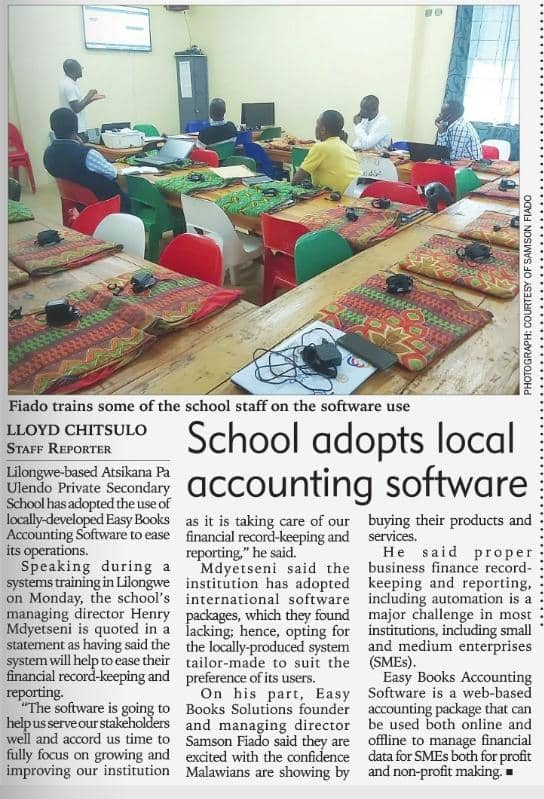 PHOTOGRAPH: COURTESY OF SAMSON FIADO
Fiado trains some of the school staff on the software use
School adopts local
accounting software
LLOYD CHITSULO
STAFF REPORTER
Lilongwe-based Atsikana Pa
Ulendo Private Secondary
School has adopted the use of
locally-developed Easy Books
Accounting Software to ease
its operations.
Speaking during a
systems training in Lilongwe
on Monday, the school's
managing director Henry
Mdyetseni is quoted in a
statement as having said the
system will help to ease their
financial record-keeping and
reporting.
"The software is going to
help us serve our stakeholders
well and accord us time to
fully focus on growing and
improving our institution
as it is taking care of our
financial record-keeping and
reporting," he said.
Mdyetseni said the
institution has adopted
international software
packages, which they found
lacking; hence, opting for
the locally-produced system
tailor-made to suit the
preference of its users.
On his part, Easy
Books Solutions founder
and managing director
Samson Fiado said they are
excited with the confidence
Malawians are showing by
buying their products and
services.
He said proper
business finance record-
keeping and reporting,
including automation is a
major challenge in most
institutions, including small
and medium enterprises
(SMEs).
Easy Books Accounting
Software is a web-based
accounting package that can
be used both online and
offline to manage financial
data for SMEs both for profit
and non-profit making. ■